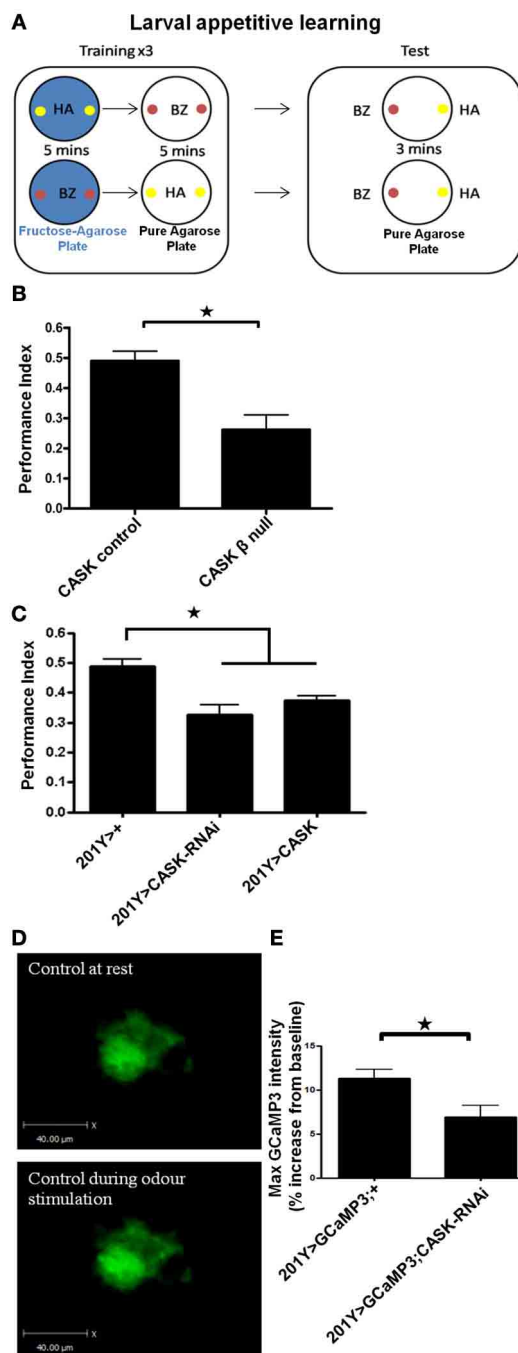 A Larval appetitive learning
Training x3 Test
HA BZ BZ HA
5 mins 5 mins 3 mins
BZ HA BZ HA
Fructose-Agarose Plate
Pure Agarose Plate
Pure Agarose Plate
B
★
Performance Index
0.6
0.5
0.4
0.3
0.2
0.1
0.0
CASK control
CASK β null
C
★
Performance Index
0.6
0.5
0.4
0.3
0.2
0.1
0.0
201Y>+
201Y>CASK-RNAi
201Y>CASK
D
Control at rest
40.00 µm X
Control during odour
stimulation
40.00 µm X
E
★
Max GCaMP3 intensity
(% increase from baseline)
15
10
5
0
201Y>GCaMP3;+
201Y>GCaMP3;CASK-RNAi